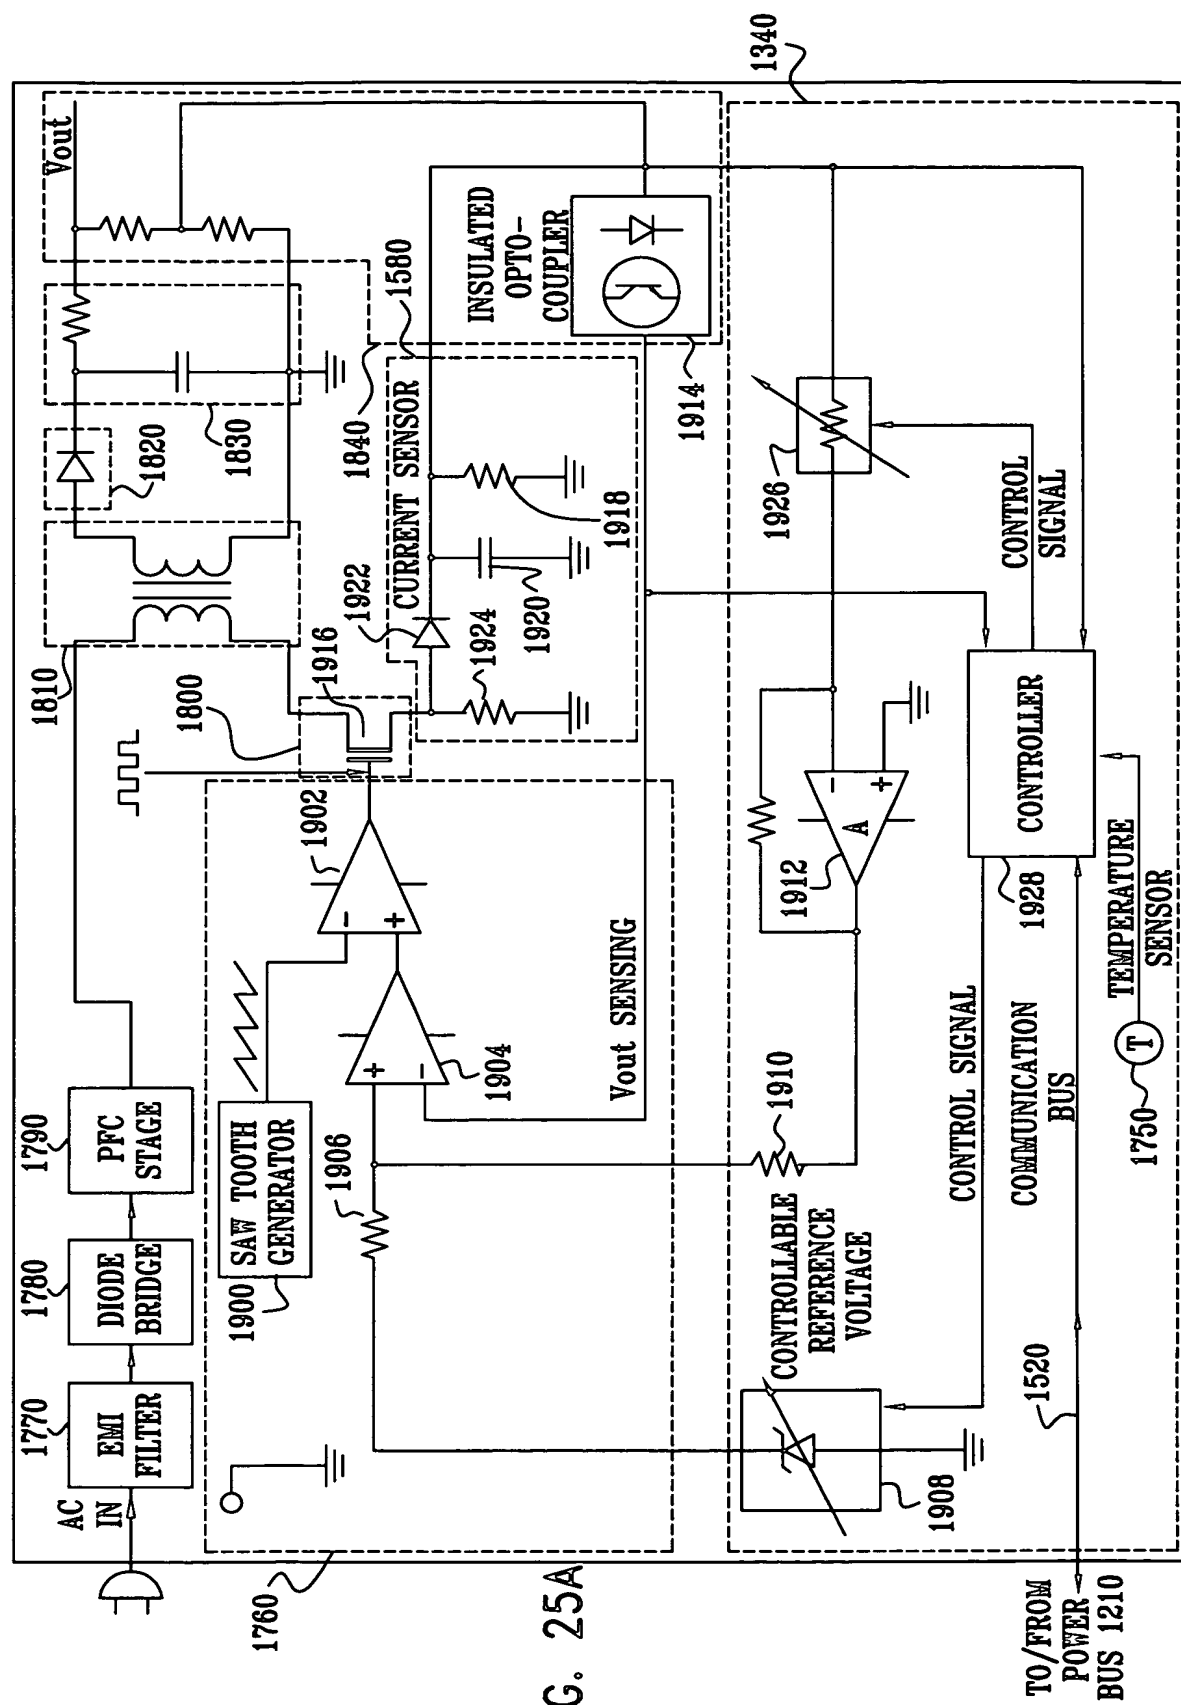 AC
IN
1770
EMI
FILTER
1780
DIODE
BRIDGE
1790
PFC
STAGE
1810
1820
1830
Vout
1340
1760
1900
SAW TOOTH
GENERATOR
1906
1902
1904
1800
1916
CURRENT SENSOR
1922
1924
1920
1918
1840
1580
INSULATED
OPTO-
COUPLER
1914
Vout SENSING
+
-
-
+
1908
CONTROLLABLE
REFERENCE
VOLTAGE
1910
1912
A
-
+
1926
CONTROL
SIGNAL
CONTROL SIGNAL
1928
CONTROLLER
COMMUNICATION
BUS
1520
TO/FROM
POWER
BUS 1210
1750
T
TEMPERATURE
SENSOR
G. 25A